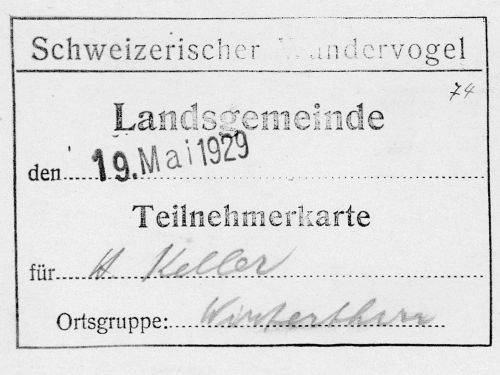 Schweizerischer Wandervogel
74
Landsgemeinde
den 19. Mai 1929
Teilnehmerkarte
für H Keller
Ortsgruppe: Winterthur